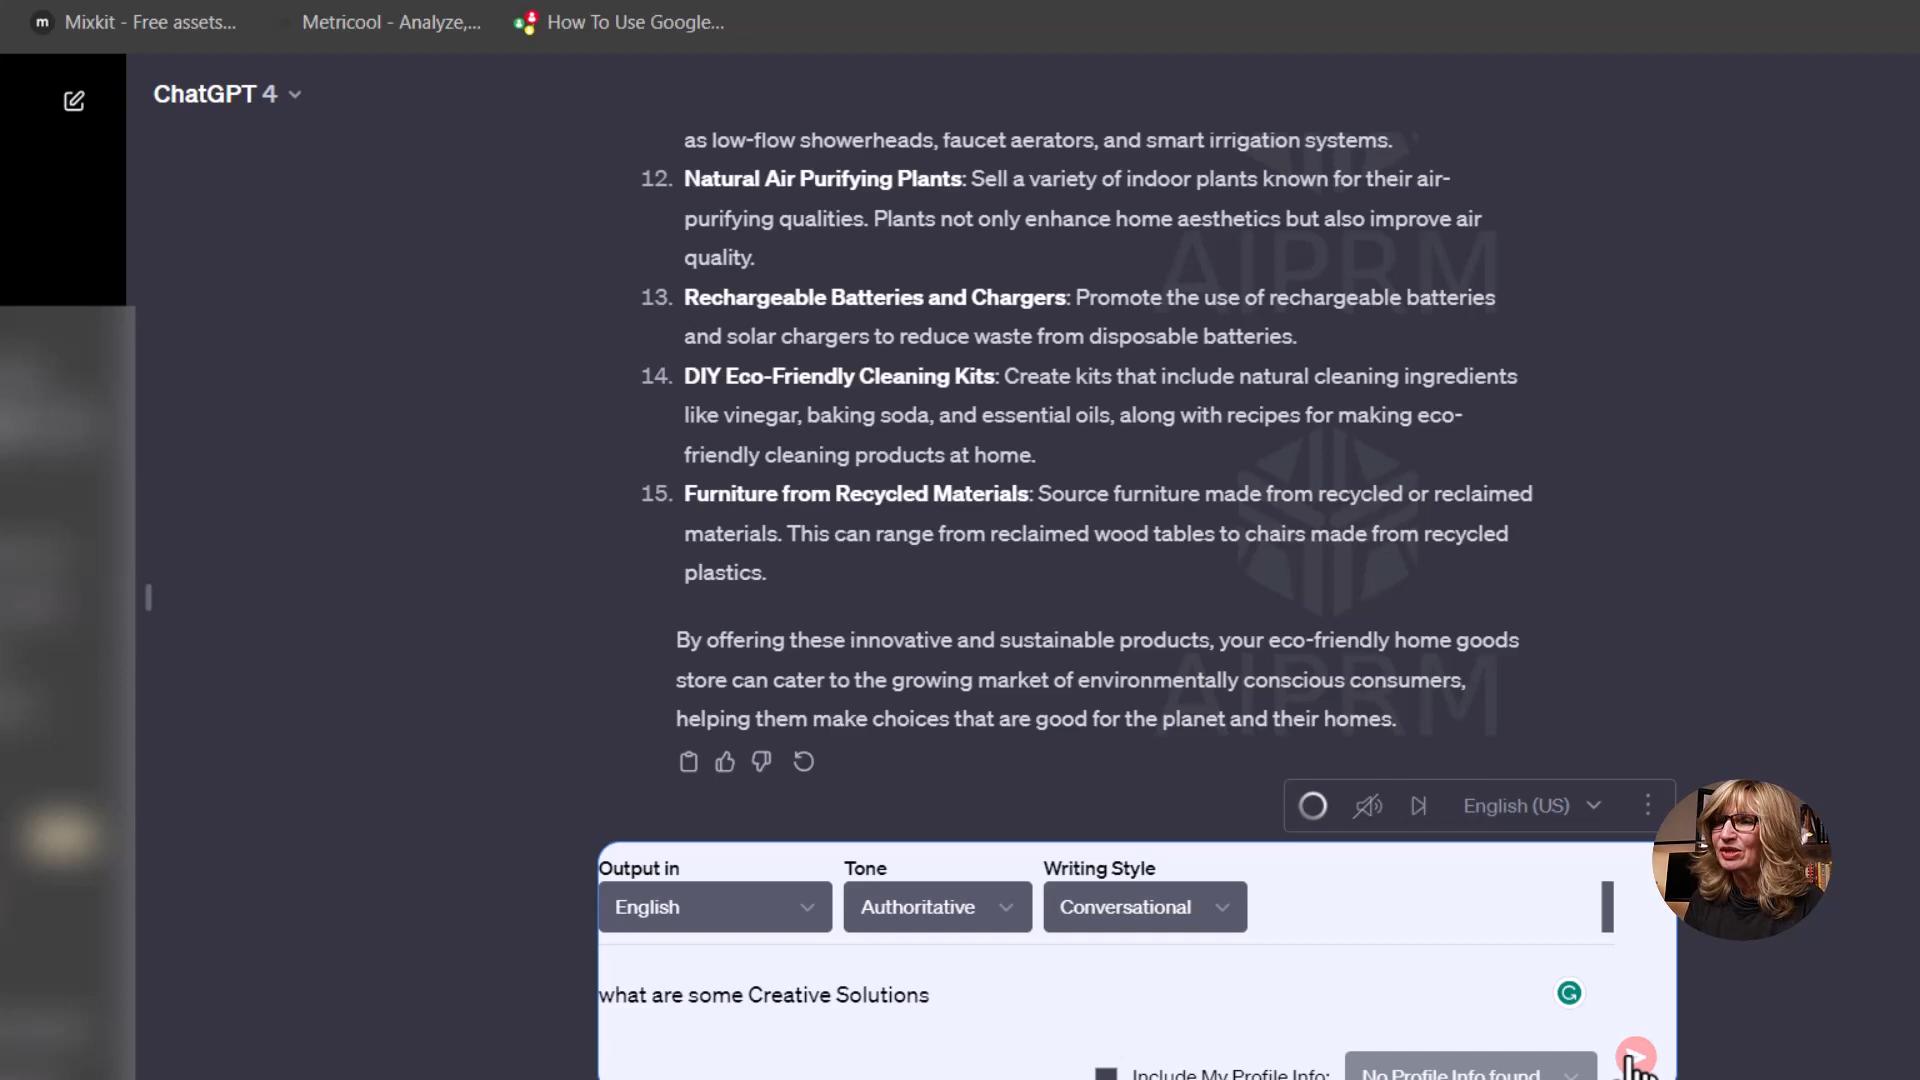 Mixkit - Free assets... Metricool - Analyze,... How To Use Google...
ChatGPT 4
as low-flow showerheads, faucet aerators, and smart irrigation systems.
12. Natural Air Purifying Plants: Sell a variety of indoor plants known for their air-
purifying qualities. Plants not only enhance home aesthetics but also improve air
quality.
13. Rechargeable Batteries and Chargers: Promote the use of rechargeable batteries
and solar chargers to reduce waste from disposable batteries.
14. DIY Eco-Friendly Cleaning Kits: Create kits that include natural cleaning ingredients
like vinegar, baking soda, and essential oils, along with recipes for making eco-
friendly cleaning products at home.
15. Furniture from Recycled Materials: Source furniture made from recycled or reclaimed
materials. This can range from reclaimed wood tables to chairs made from recycled
plastics.
By offering these innovative and sustainable products, your eco-friendly home goods
store can cater to the growing market of environmentally conscious consumers,
helping them make choices that are good for the planet and their homes.
AIPRM
AIPRM
English (US)
Output in Tone Writing Style
English Authoritative Conversational
what are some Creative Solutions
Include My Profile Info: No Profile Info found